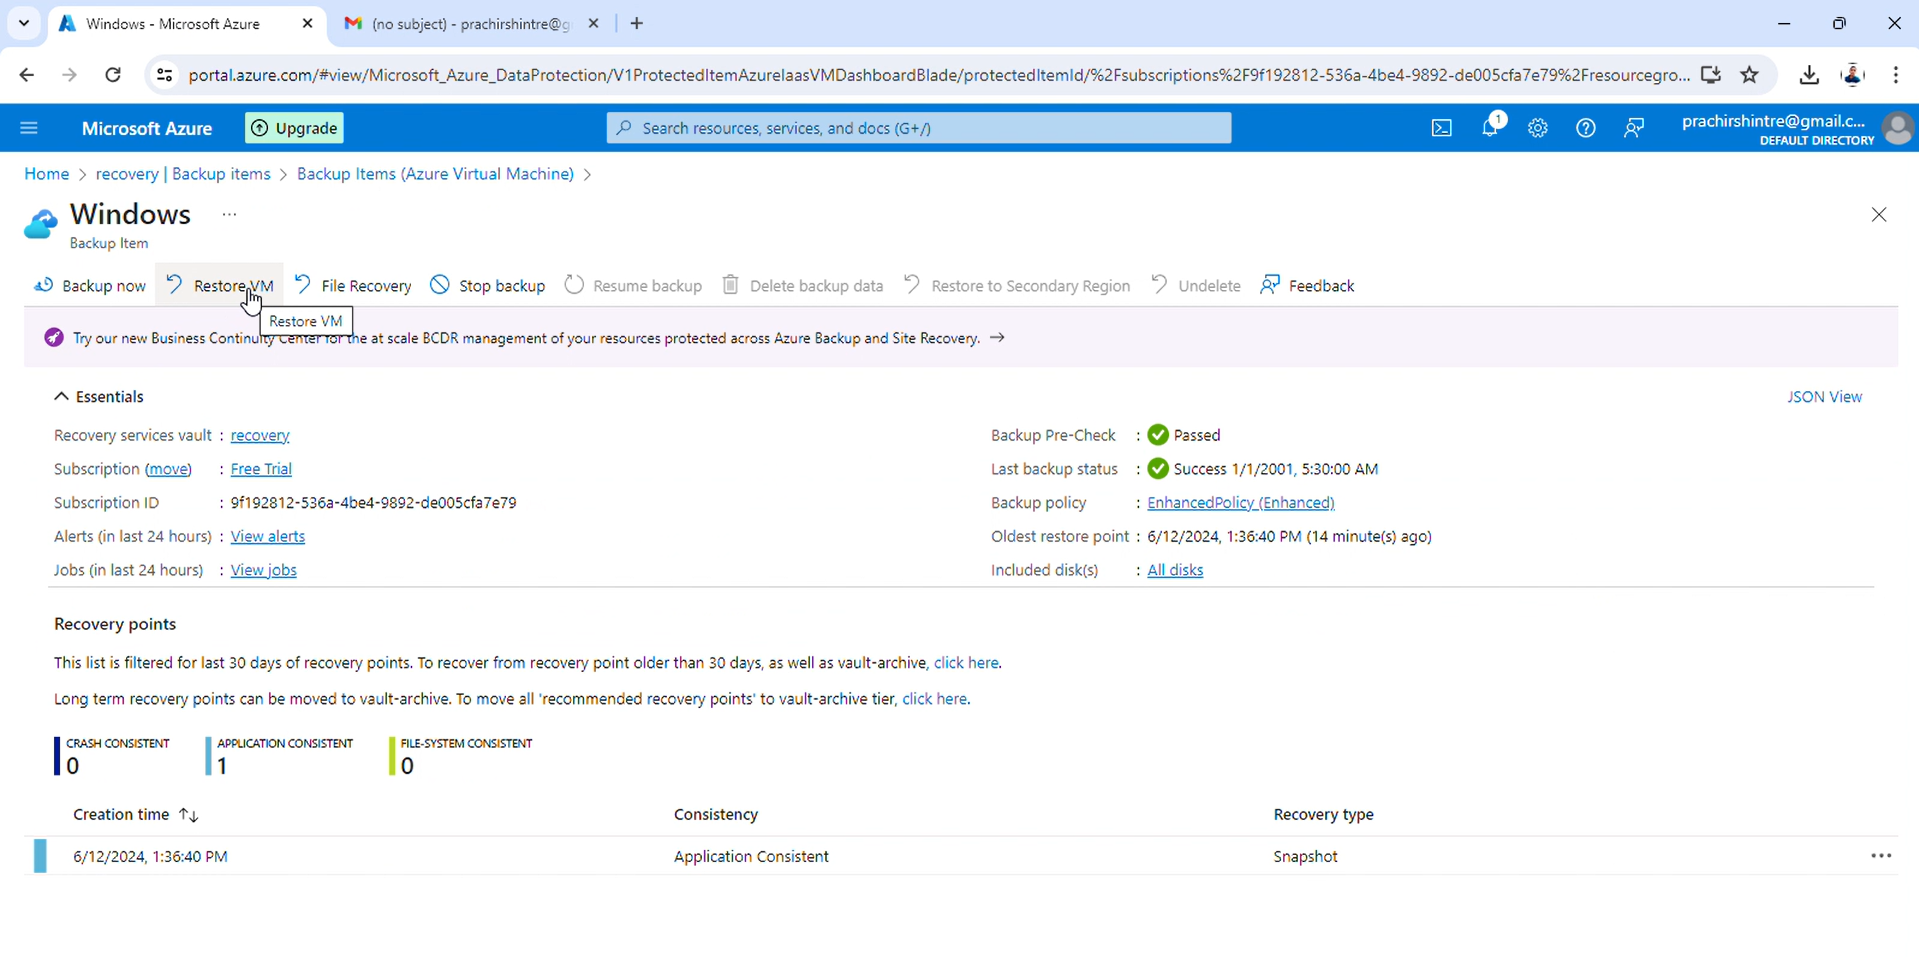 Windows - Microsoft Azure
(no subject) - prachirshintre@g
portal.azure.com/#view/Microsoft_Azure_DataProtection/V1ProtectedItemAzureIaasVMDashboardBlade/protectedItemId/%2Fsubscriptions%2F9f192812-536a-4be4-9892-de005cfa7e79%2Fresourcegro...
Microsoft Azure
Upgrade
Search resources, services, and docs (G+/)
1
prachirshintre@gmail.c...
DEFAULT DIRECTORY
Home > recovery | Backup items > Backup Items (Azure Virtual Machine) >
Windows ...
Backup Item
Backup now Restore VM File Recovery Stop backup Resume backup Delete backup data Restore to Secondary Region Undelete Feedback
Restore VM
Try our new Business Continuity Center for the at scale BCDR management of your resources protected across Azure Backup and Site Recovery. →
Essentials
JSON View
Recovery services vault : recovery
Subscription (move) : Free Trial
Subscription ID : 9f192812-536a-4be4-9892-de005cfa7e79
Alerts (in last 24 hours) : View alerts
Jobs (in last 24 hours) : View jobs
Backup Pre-Check : Passed
Last backup status : Success 1/1/2001, 5:30:00 AM
Backup policy : EnhancedPolicy (Enhanced)
Oldest restore point : 6/12/2024, 1:36:40 PM (14 minute(s) ago)
Included disk(s) : All disks
Recovery points
This list is filtered for last 30 days of recovery points. To recover from recovery point older than 30 days, as well as vault-archive, click here.
Long term recovery points can be moved to vault-archive. To move all 'recommended recovery points' to vault-archive tier, click here.
CRASH CONSISTENT
0
APPLICATION CONSISTENT
1
FILE-SYSTEM CONSISTENT
0
Creation time ↑↓ Consistency Recovery type
6/12/2024, 1:36:40 PM Application Consistent Snapshot ...